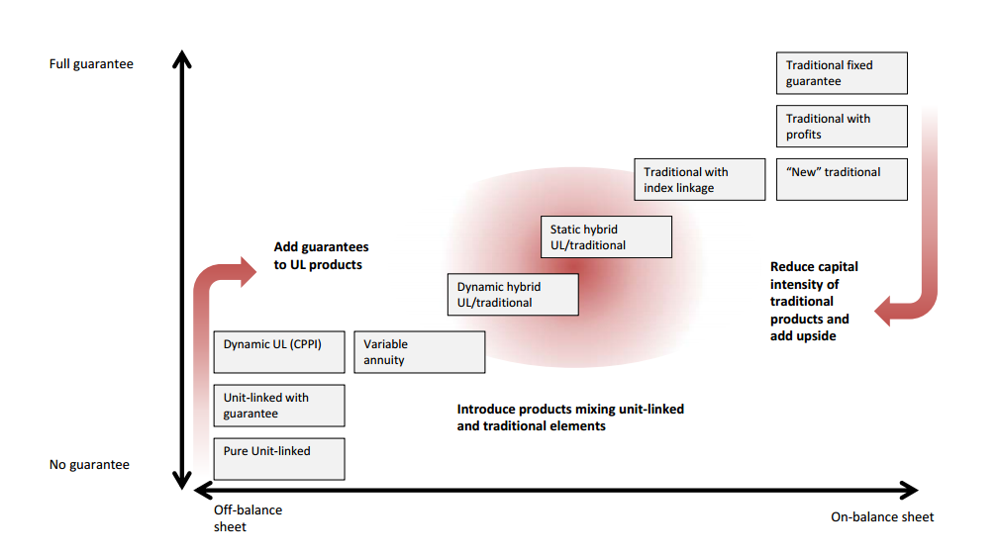 Full guarantee
Traditional fixed
guarantee
Traditional with
profits
Traditional with
index linkage
“New” traditional
Static hybrid
UL/traditional
Add guarantees
to UL products
Dynamic hybrid
UL/traditional
Reduce capital
intensity of
traditional
products and
add upside
Dynamic UL (CPPI)
Variable
annuity
Unit-linked with
guarantee
Introduce products mixing unit-linked
and traditional elements
Pure Unit-linked
No guarantee
Off-balance
sheet
On-balance sheet